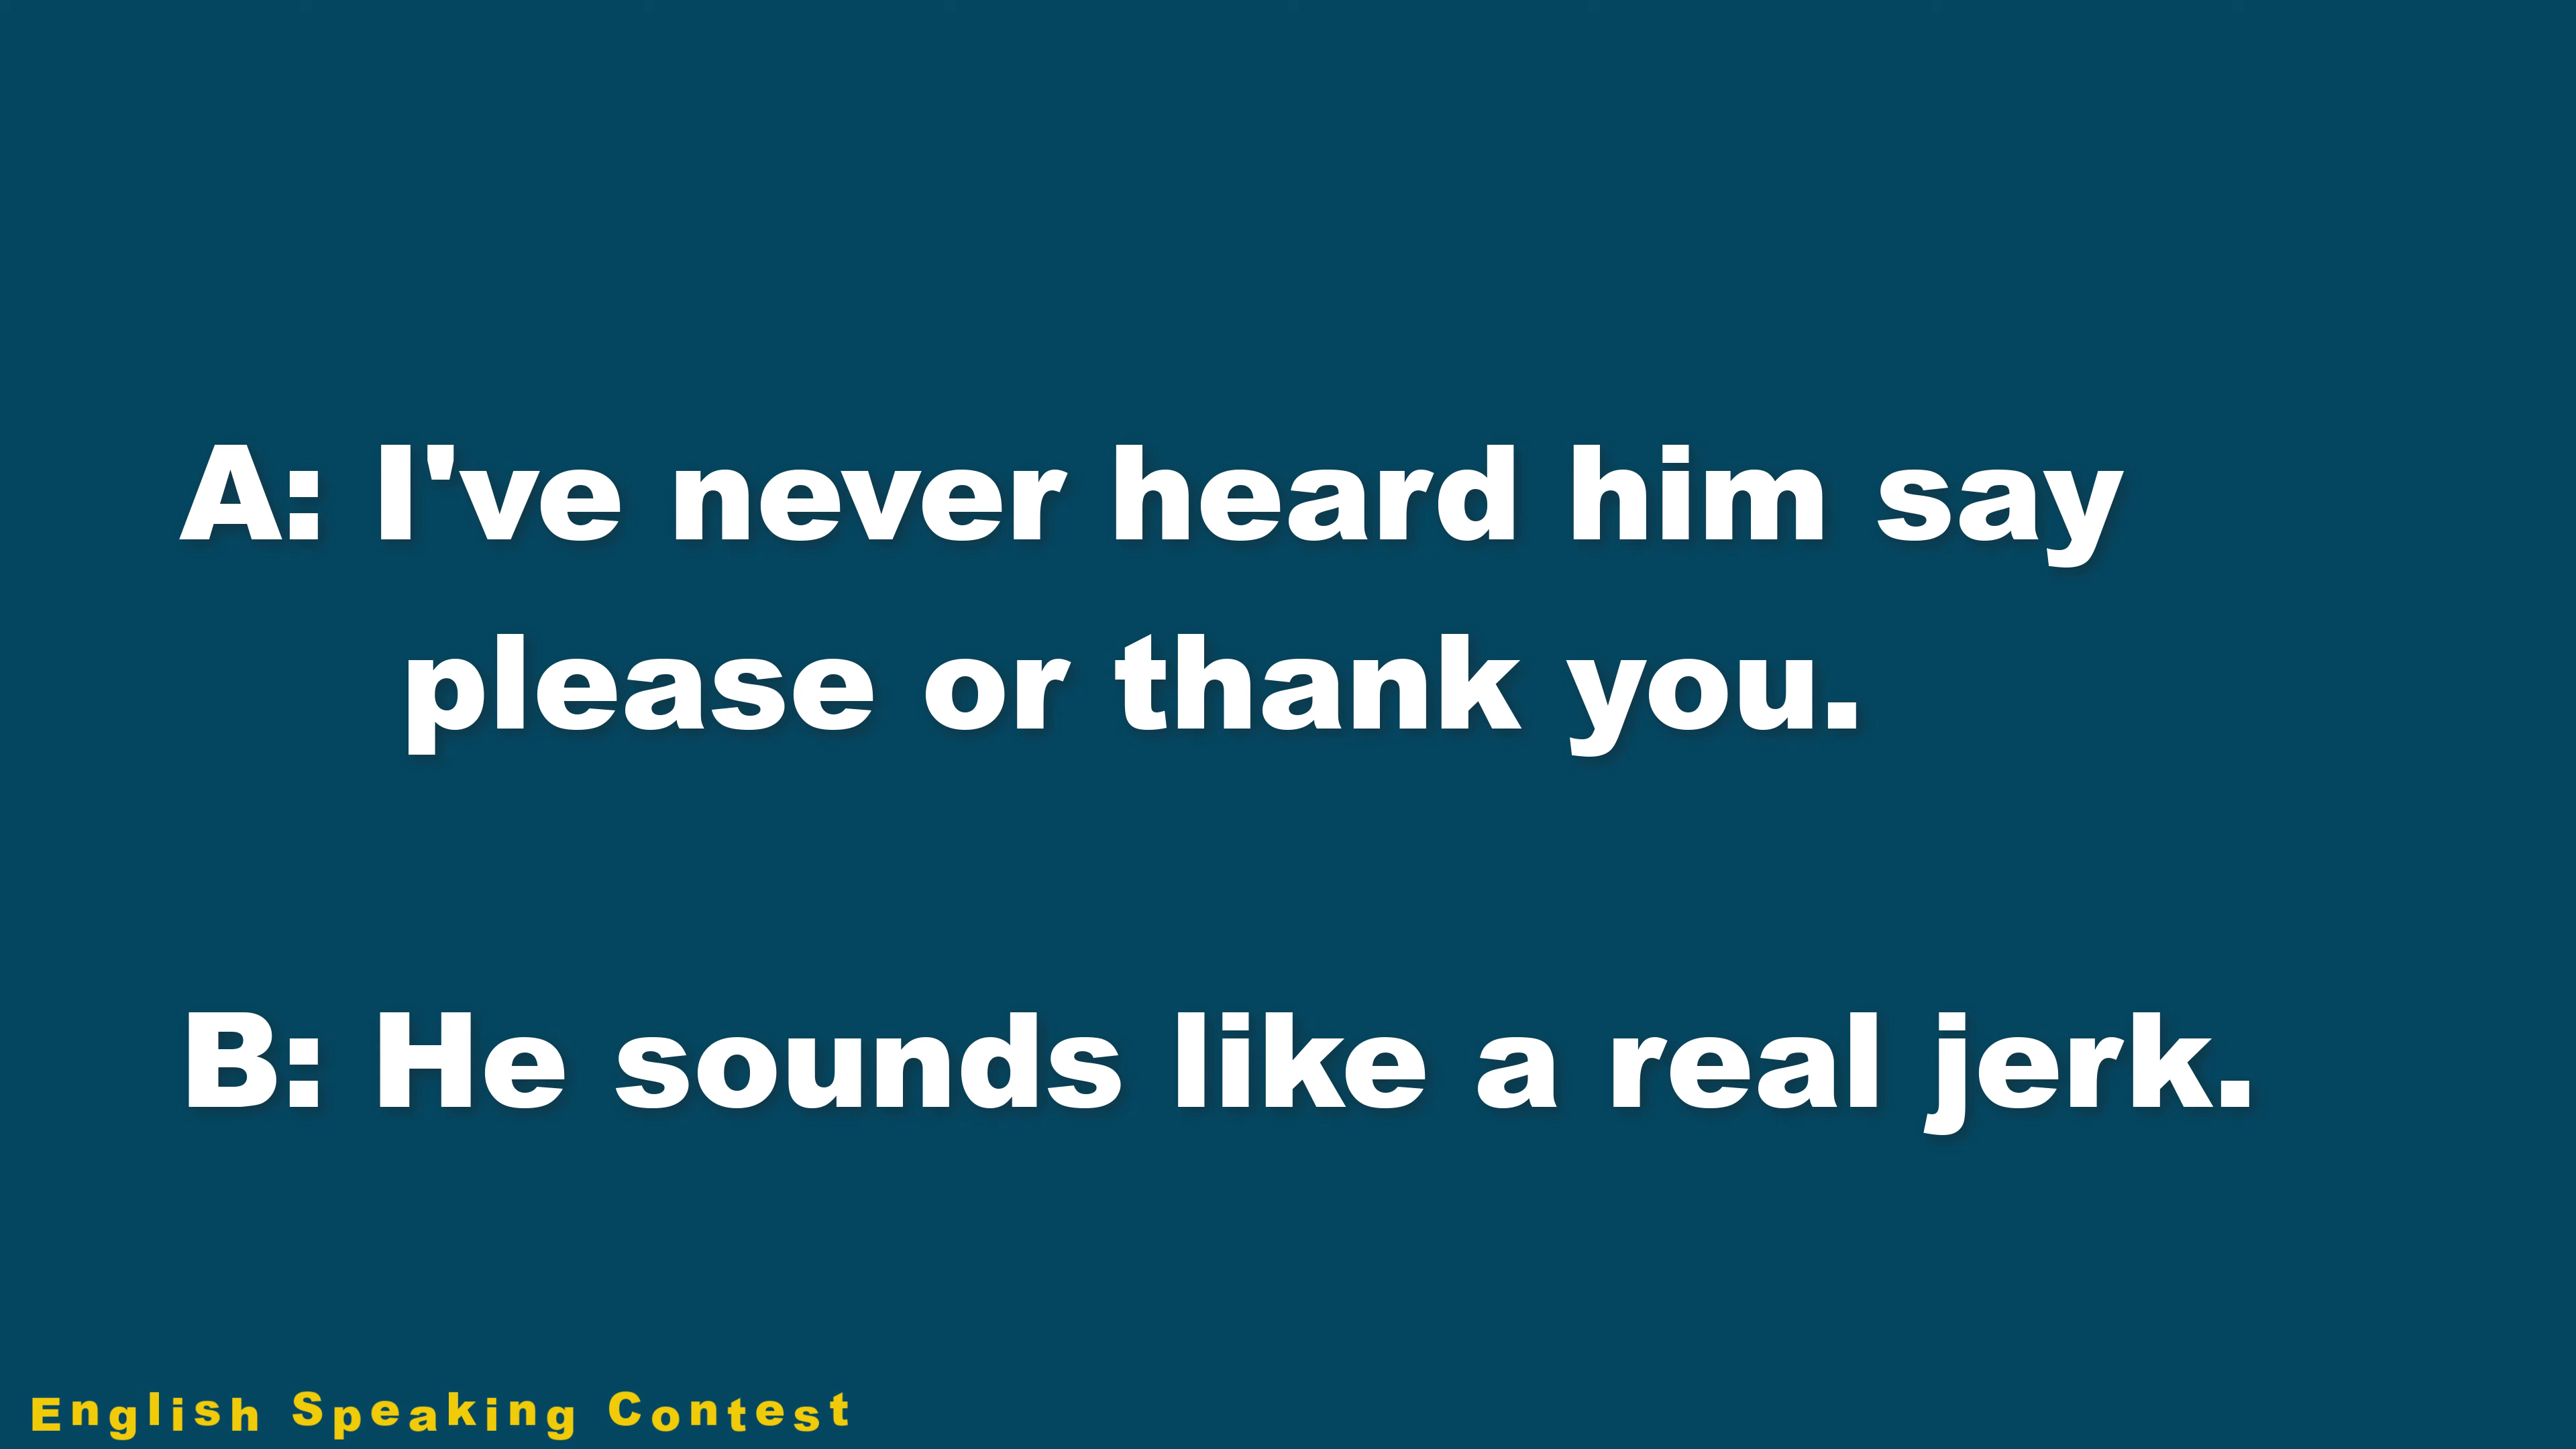 A: I've never heard him say
please or thank you.
B: He sounds like a real jerk.
English Speaking Contest